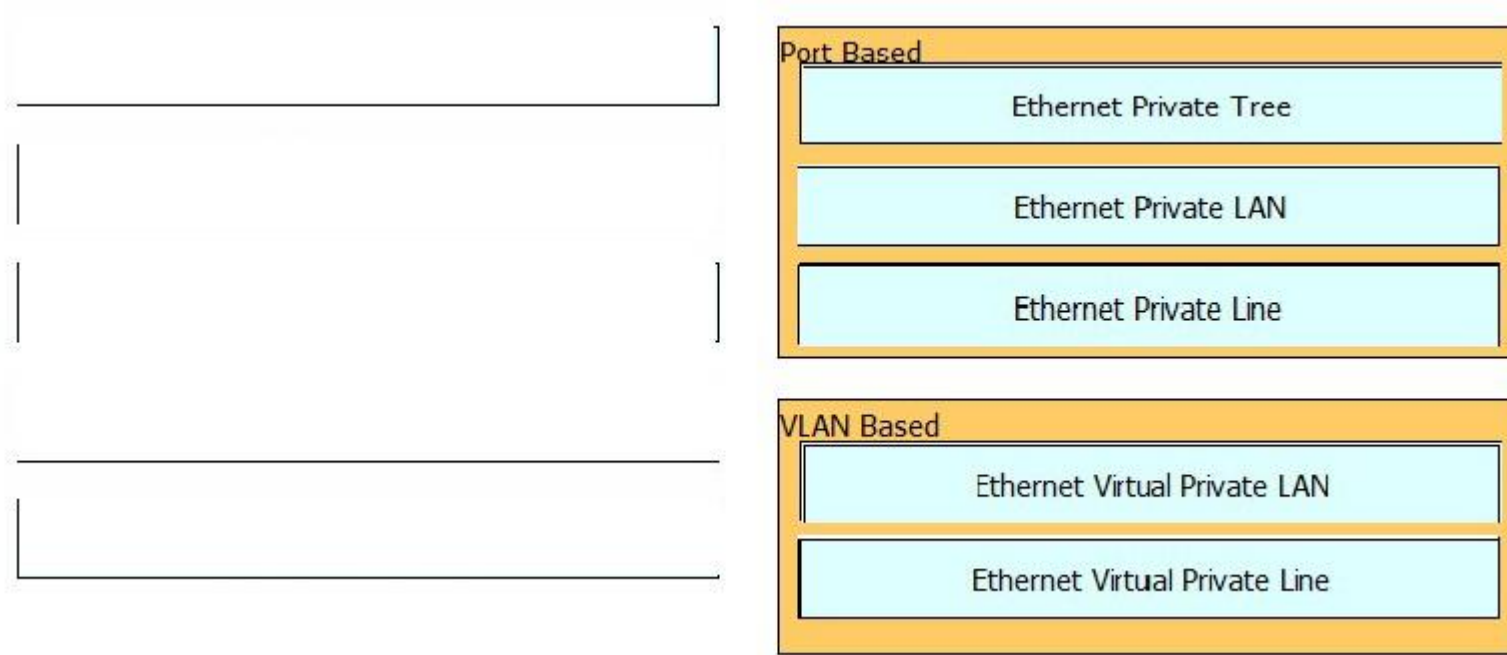 Port Based
Ethernet Private Tree
Ethernet Private LAN
Ethernet Private Line
VLAN Based
Ethernet Virtual Private LAN
Ethernet Virtual Private Line